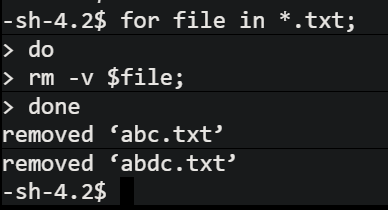 -sh-4.2$ for file in *.txt;
> do
> rm -v $file;
> done
removed ‘abc.txt’
removed ‘abdc.txt’
-sh-4.2$